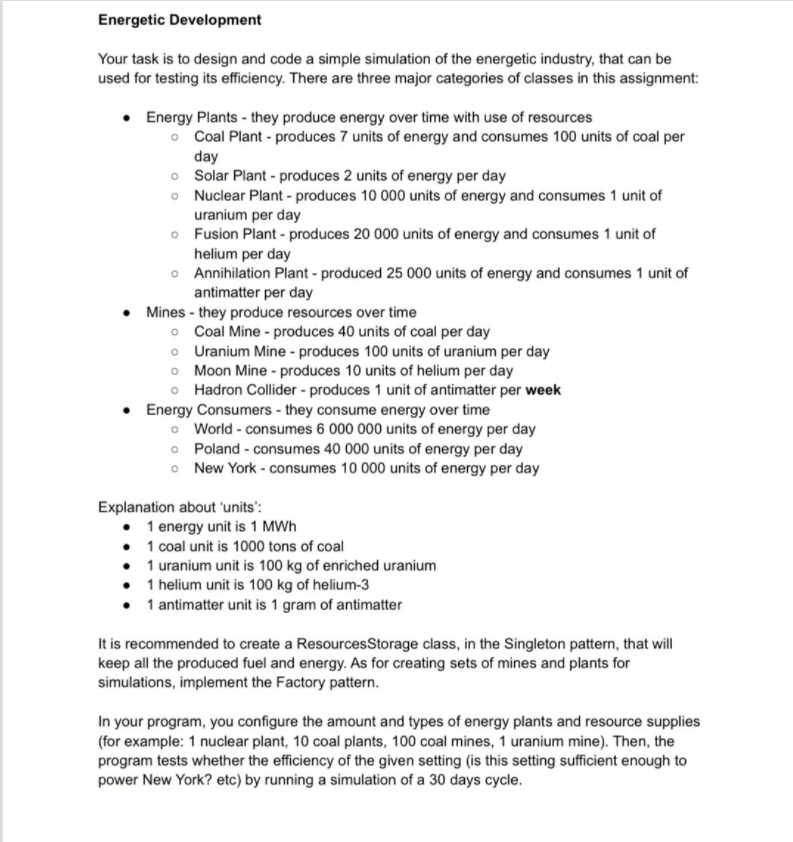 Energetic Development
Your task is to design and code a simple simulation of the energetic industry, that can be
used for testing its efficiency. There are three major categories of classes in this assignment:
• Energy Plants - they produce energy over time with use of resources
○ Coal Plant - produces 7 units of energy and consumes 100 units of coal per
day
○ Solar Plant - produces 2 units of energy per day
○ Nuclear Plant - produces 10 000 units of energy and consumes 1 unit of
uranium per day
○ Fusion Plant - produces 20 000 units of energy and consumes 1 unit of
helium per day
○ Annihilation Plant - produced 25 000 units of energy and consumes 1 unit of
antimatter per day
• Mines - they produce resources over time
○ Coal Mine - produces 40 units of coal per day
○ Uranium Mine - produces 100 units of uranium per day
○ Moon Mine - produces 10 units of helium per day
○ Hadron Collider - produces 1 unit of antimatter per week
• Energy Consumers - they consume energy over time
○ World - consumes 6 000 000 units of energy per day
○ Poland - consumes 40 000 units of energy per day
○ New York - consumes 10 000 units of energy per day
Explanation about 'units':
• 1 energy unit is 1 MWh
• 1 coal unit is 1000 tons of coal
• 1 uranium unit is 100 kg of enriched uranium
• 1 helium unit is 100 kg of helium-3
• 1 antimatter unit is 1 gram of antimatter
It is recommended to create a ResourcesStorage class, in the Singleton pattern, that will
keep all the produced fuel and energy. As for creating sets of mines and plants for
simulations, implement the Factory pattern.
In your program, you configure the amount and types of energy plants and resource supplies
(for example: 1 nuclear plant, 10 coal plants, 100 coal mines, 1 uranium mine). Then, the
program tests whether the efficiency of the given setting (is this setting sufficient enough to
power New York? etc) by running a simulation of a 30 days cycle.